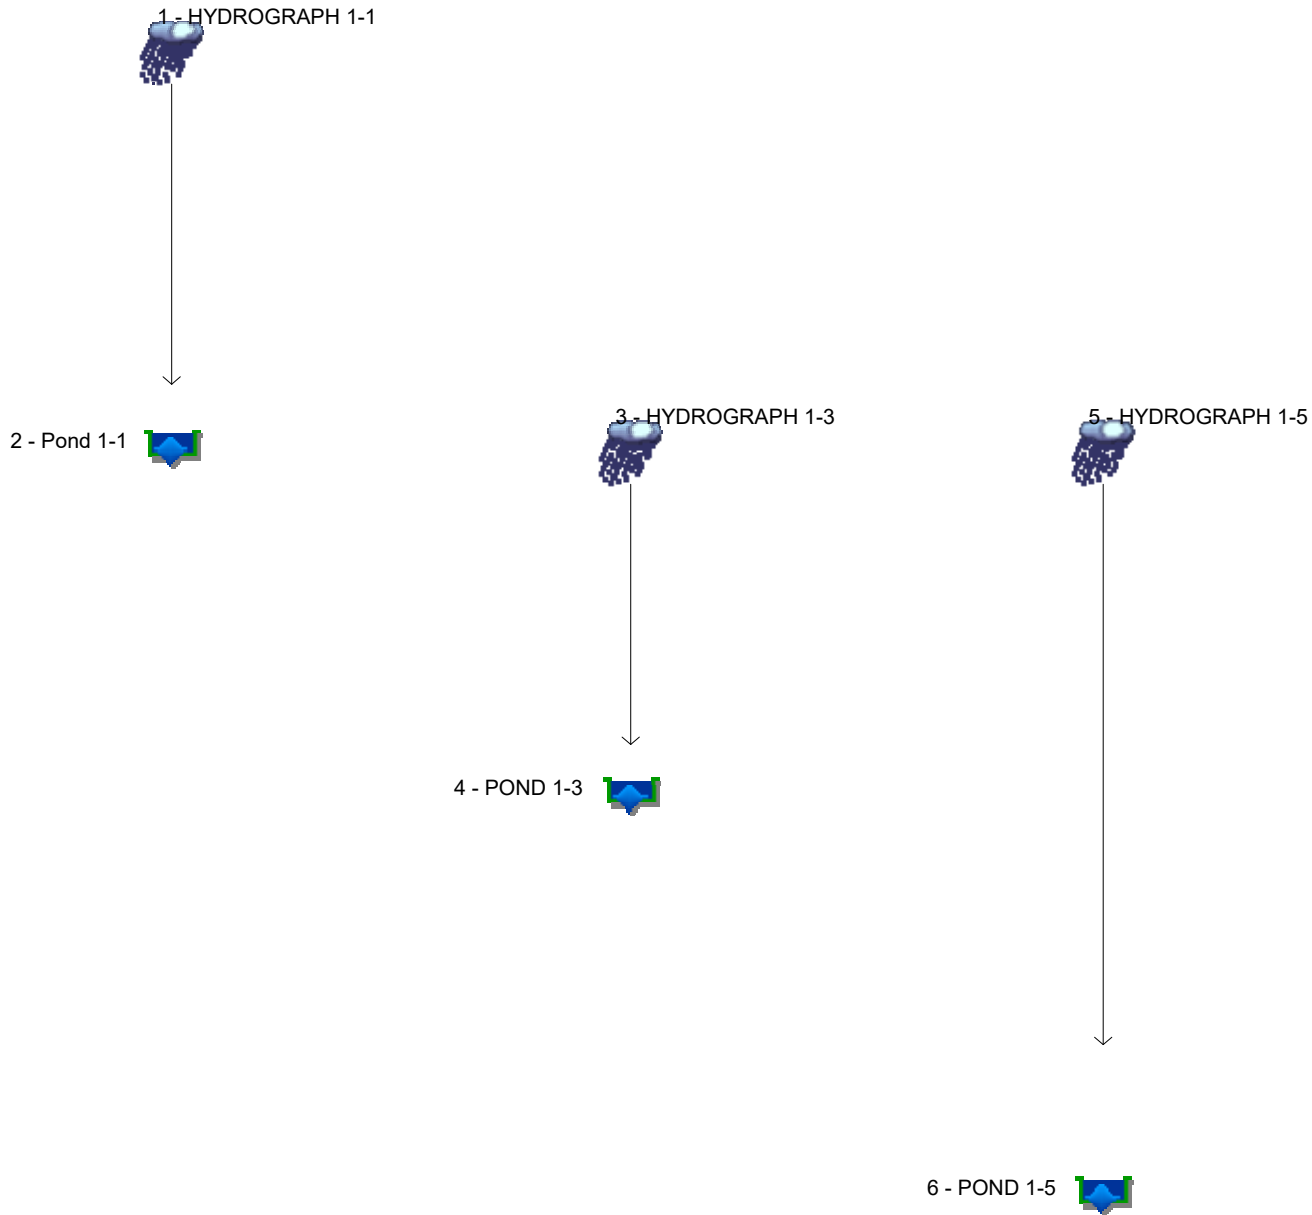 1 - HYDROGRAPH 1-1
2 - Pond 1-1
3 - HYDROGRAPH 1-3
5 - HYDROGRAPH 1-5
4 - POND 1-3
6 - POND 1-5